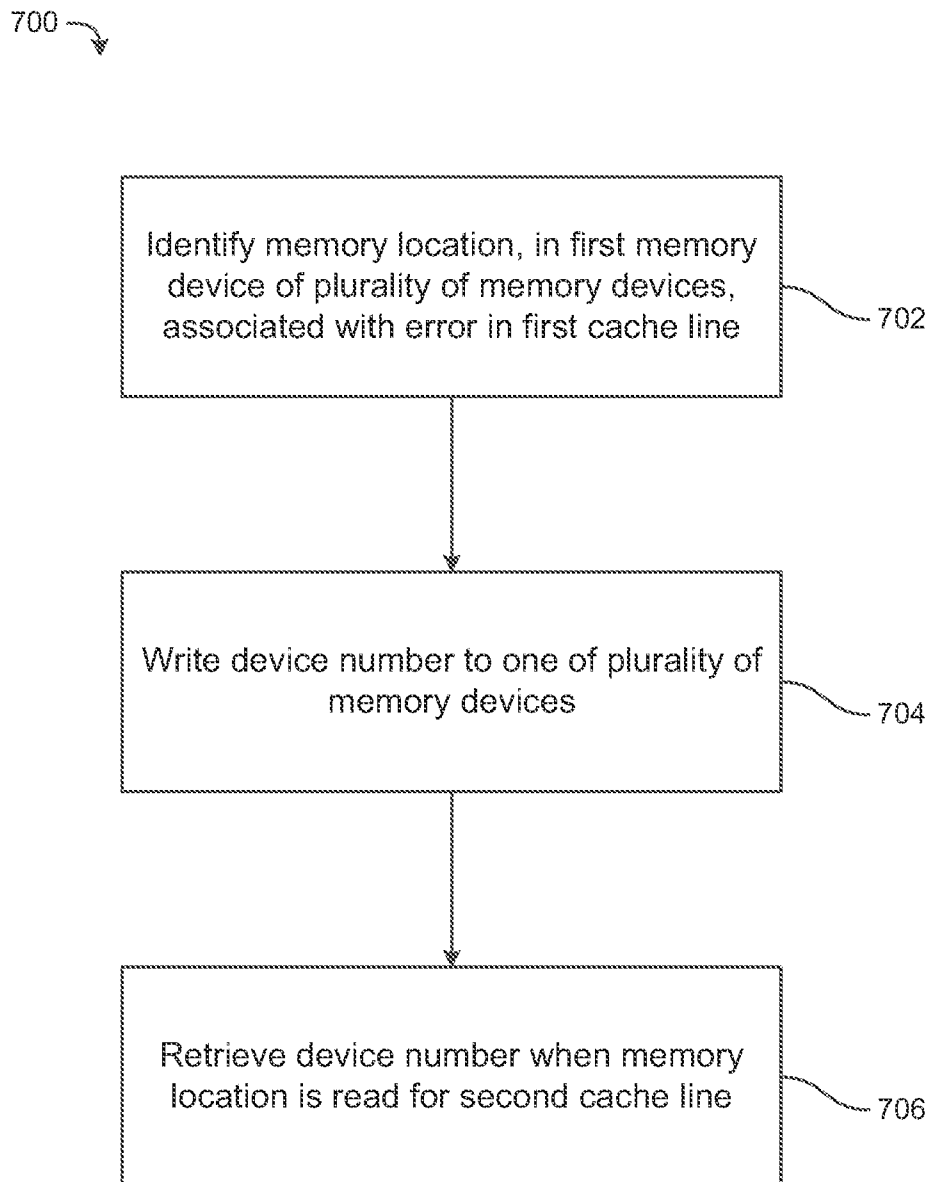 700
Identify memory location, in first memory
device of plurality of memory devices,
associated with error in first cache line
702
Write device number to one of plurality of
memory devices
704
Retrieve device number when memory
location is read for second cache line
706